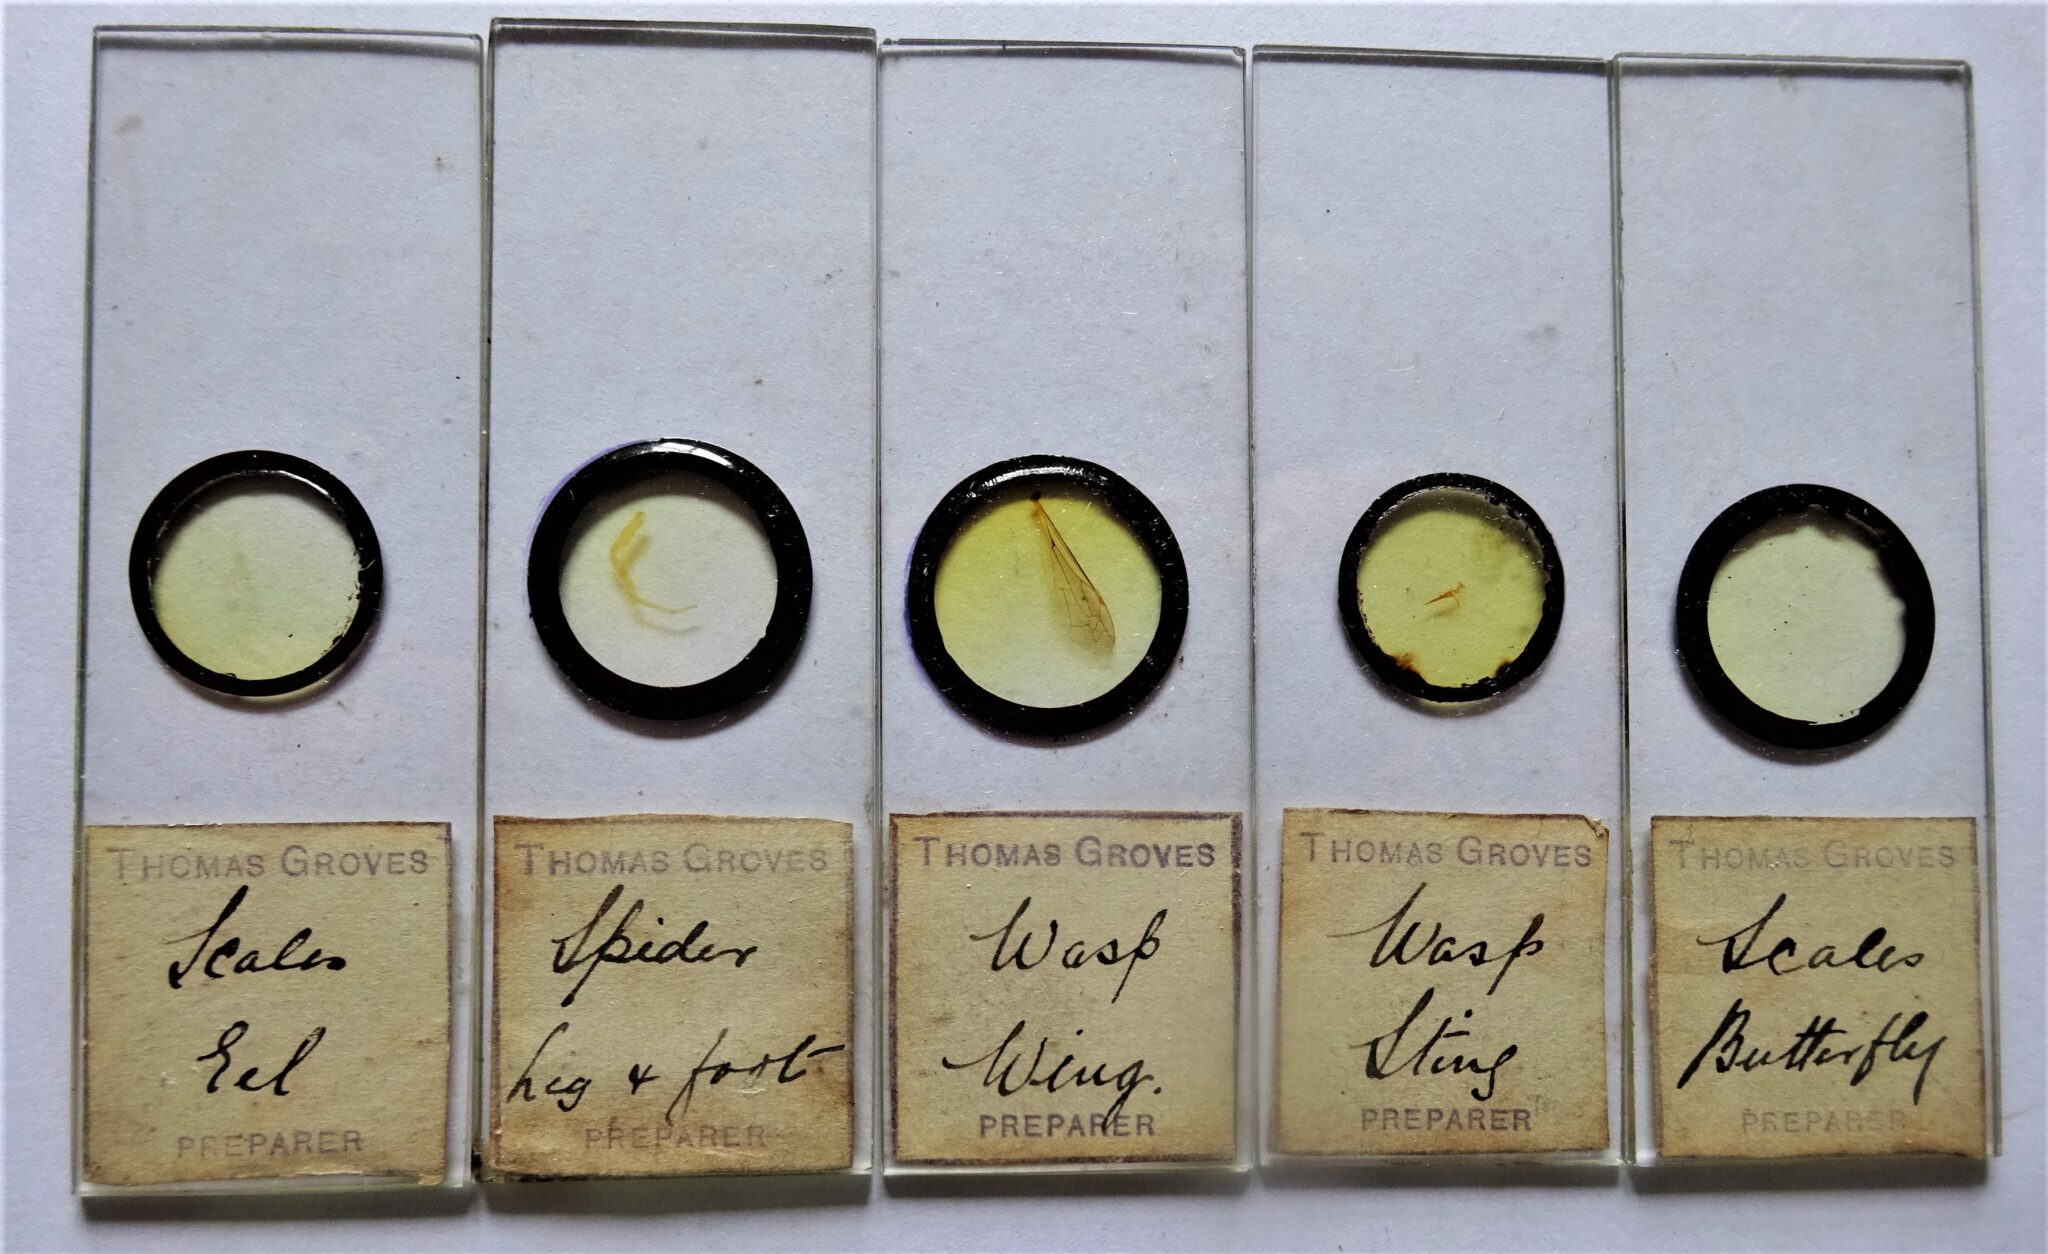 THOMAS GROVES
Scales
Eel
PREPARER
THOMAS GROVES
Spider
Leg & foot
PREPARER
THOMAS GROVES
Wasp
Wing.
PREPARER
THOMAS GROVES
Wasp
Sting
PREPARER
THOMAS GROVES
Scales
Butterfly
PREPARER